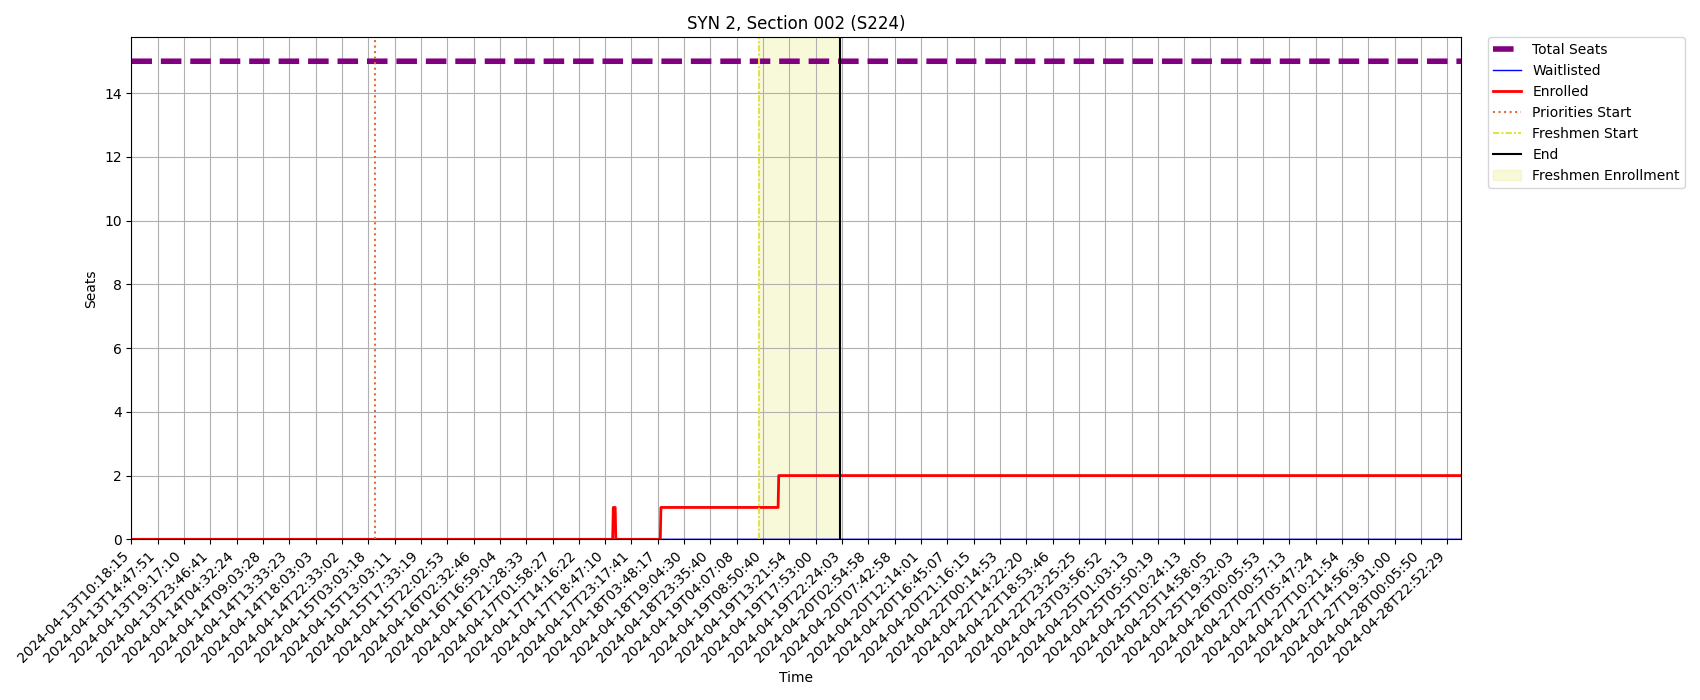 SYN 2, Section 002 (S224)
Total Seats
Waitlisted
Enrolled
Priorities Start
Freshmen Start
End
Freshmen Enrollment
Seats
14
12
10
8
6
4
2
0
2024-04-13T10:18:15
2024-04-13T14:47:51
2024-04-13T19:17:10
2024-04-13T23:46:41
2024-04-14T04:32:24
2024-04-14T09:03:28
2024-04-14T13:33:23
2024-04-14T18:03:03
2024-04-14T22:33:02
2024-04-15T03:03:18
2024-04-15T13:03:11
2024-04-15T17:33:19
2024-04-15T22:02:53
2024-04-16T02:32:46
2024-04-16T16:59:04
2024-04-16T21:28:33
2024-04-17T01:58:27
2024-04-17T14:16:22
2024-04-17T18:47:10
2024-04-17T23:17:41
2024-04-18T03:48:17
2024-04-18T19:04:30
2024-04-18T23:35:40
2024-04-19T04:07:08
2024-04-19T08:50:40
2024-04-19T13:21:54
2024-04-19T17:53:00
2024-04-19T22:24:03
2024-04-20T02:54:58
2024-04-20T07:42:58
2024-04-20T12:14:01
2024-04-20T16:45:07
2024-04-20T21:16:15
2024-04-22T00:14:53
2024-04-22T14:22:20
2024-04-22T18:53:46
2024-04-22T23:25:25
2024-04-23T03:56:52
2024-04-25T01:03:13
2024-04-25T05:50:19
2024-04-25T10:24:13
2024-04-25T14:58:05
2024-04-25T19:32:03
2024-04-26T00:05:53
2024-04-27T00:57:13
2024-04-27T05:47:24
2024-04-27T10:21:54
2024-04-27T14:56:36
2024-04-27T19:31:00
2024-04-28T00:05:50
2024-04-28T22:52:29
Time